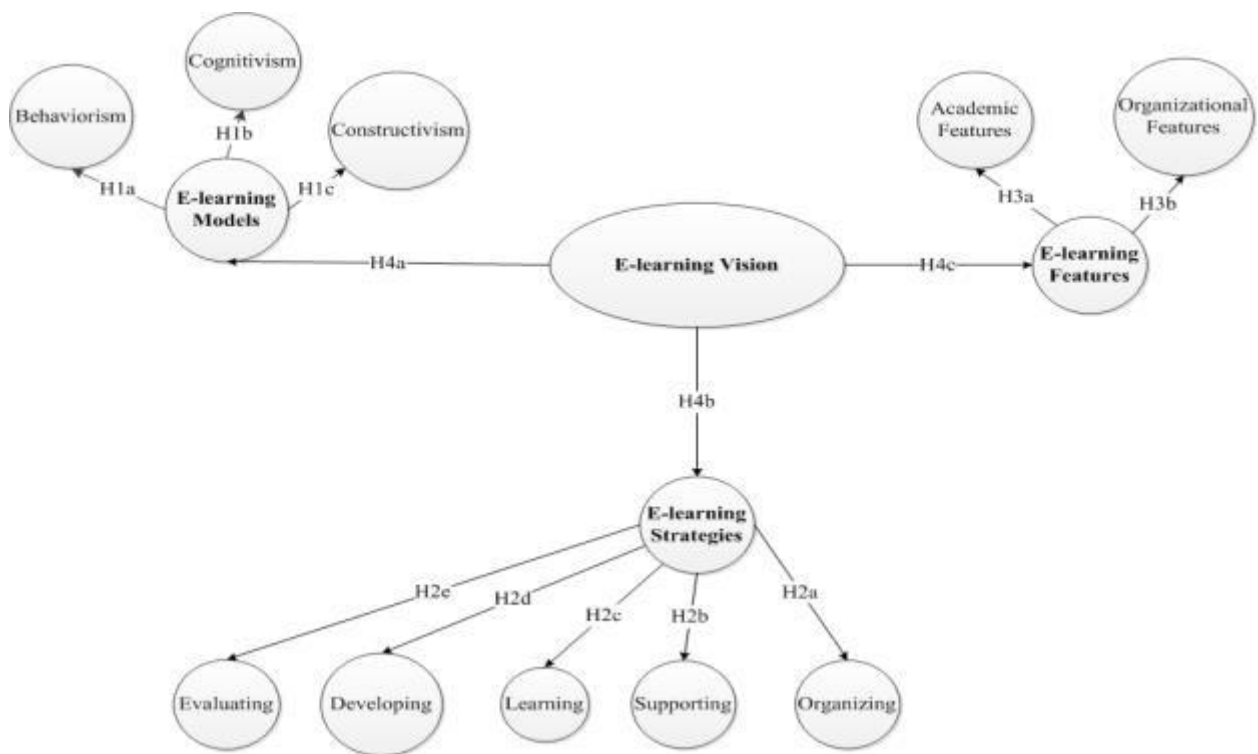 Cognitivism
Behaviorism
H1b
Constructivism
H1a
H1c
E-learning
Models
Academic
Features
Organizational
Features
H3a
H3b
H4a
E-learning Vision
H4c
E-learning
Features
H4b
E-learning
Strategies
H2e
H2d
H2c
H2b
H2a
Evaluating
Developing
Learning
Supporting
Organizing